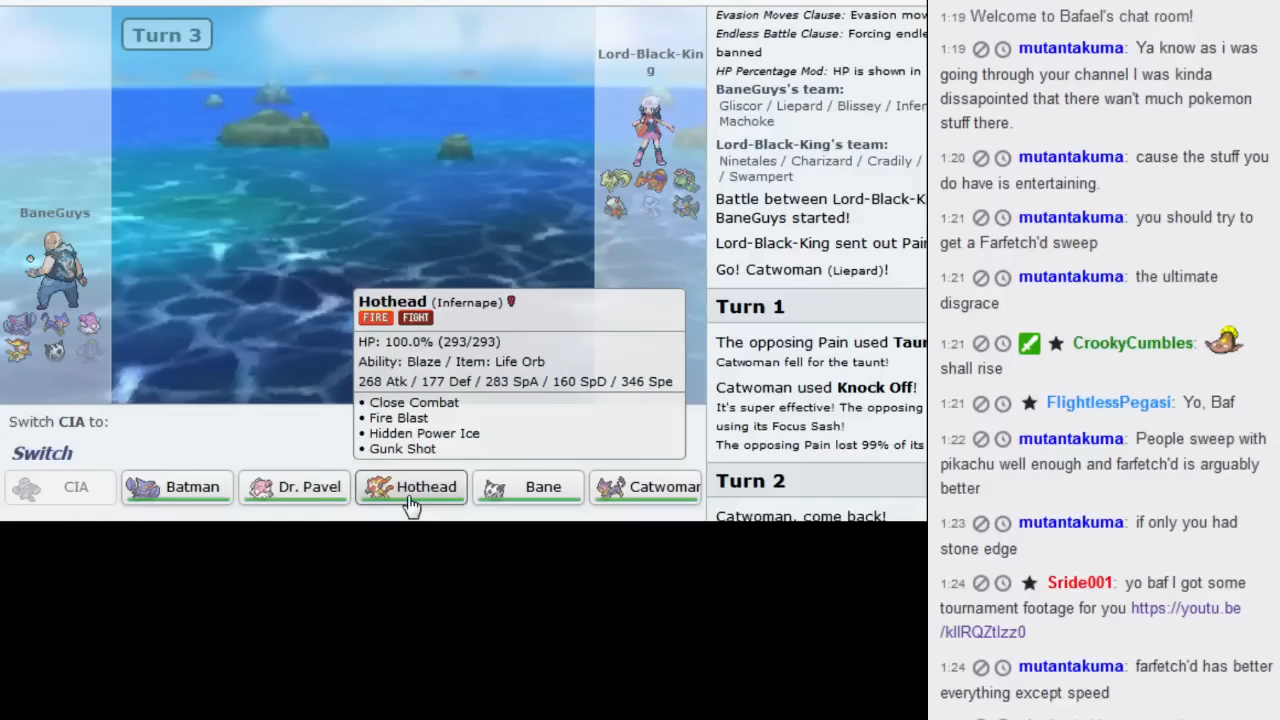 Turn 3
Lord-Black-Kin
g
BaneGuys
Hothead (Infernape)
FIRE FIGHT
HP: 100.0% (293/293)
Ability: Blaze / Item: Life Orb
268 Atk / 177 Def / 283 SpA / 160 SpD / 346 Spe
• Close Combat
• Fire Blast
• Hidden Power Ice
• Gunk Shot
Switch CIA to:
Switch
CIA
Batman
Dr. Pavel
Hothead
Bane
Catwoman
Evasion Moves Clause: Evasion mov
Endless Battle Clause: Forcing endle
banned
HP Percentage Mod: HP is shown in
BaneGuys's team:
Gliscor / Liepard / Blissey / Infer
Machoke
Lord-Black-King's team:
Ninetales / Charizard / Cradily /
/ Swampert
Battle between Lord-Black-K
BaneGuys started!
Lord-Black-King sent out Pai
Go! Catwoman (Liepard)!
Turn 1
The opposing Pain used Taur
Catwoman fell for the taunt!
Catwoman used Knock Off!
It's super effective! The opposing
using its Focus Sash!
The opposing Pain lost 99% of its
Turn 2
Catwoman, come back!
1:19 Welcome to Bafael's chat room!
1:19 mutantakuma: Ya know as i was
going through your channel I was kinda
dissapointed that there wan't much pokemon
stuff there.
1:20 mutantakuma: cause the stuff you
do have is entertaining.
1:21 mutantakuma: you should try to
get a Farfetch'd sweep
1:21 mutantakuma: the ultimate
disgrace
1:21 CrookyCumbles:
shall rise
1:21 FlightlessPegasi: Yo, Baf
1:22 mutantakuma: People sweep with
pikachu well enough and farfetch'd is arguably
better
1:23 mutantakuma: if only you had
stone edge
1:24 Sride001: yo baf I got some
tournament footage for you https://youtu.be
/kIlRQZtIzz0
1:24 mutantakuma: farfetch'd has better
everything except speed